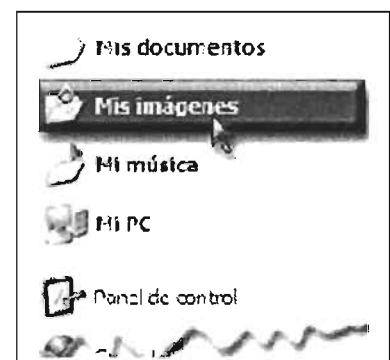 Mis documentos
Mis imágenes
Mi música
Mi PC
Panel de control